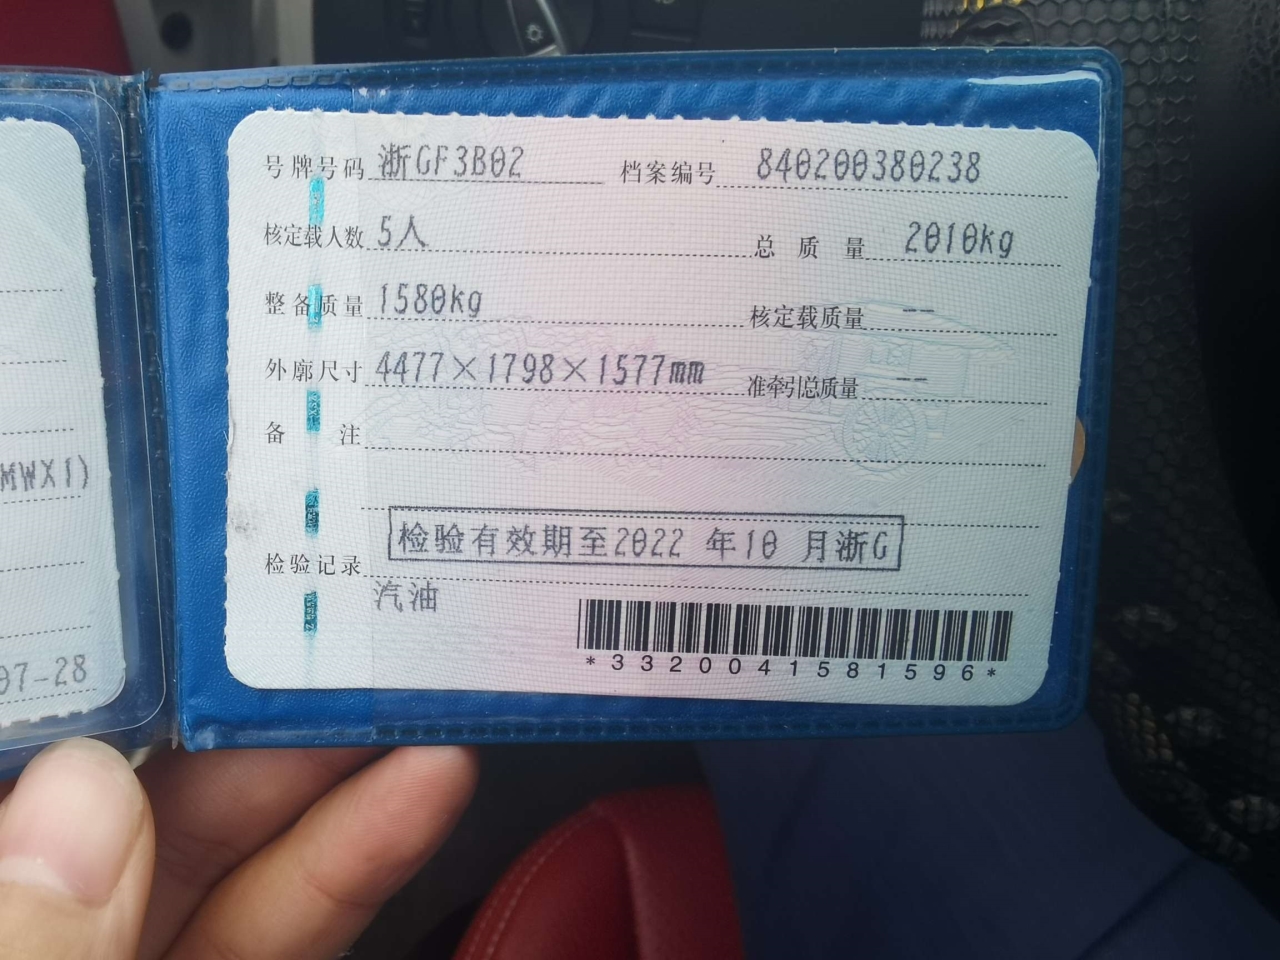 号牌号码 浙GF3B02 档案编号 840200380238
核定载人数 5人 总质量 2010kg
整备质量 1580kg 核定载质量 --
外廓尺寸 4477×1798×1577mm 准牵引总质量 --
备注
MWX1)
检验记录 检验有效期至2022 年10 月浙G
汽油
*3320041581596*
07-28